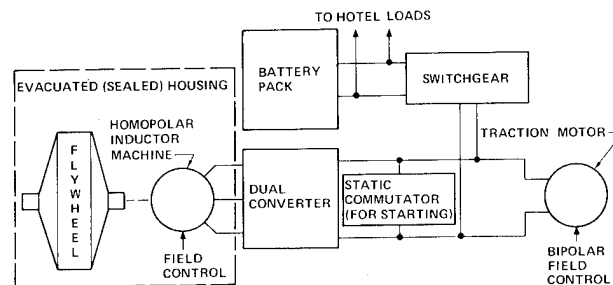 TO HOTEL LOADS
BATTERY
PACK
SWITCHGEAR
EVACUATED (SEALED) HOUSING
HOMOPOLAR
INDUCTOR
MACHINE
FLYWHEEL
TRACTION MOTOR
DUAL
CONVERTER
STATIC
COMMUTATOR
(FOR STARTING)
FIELD
CONTROL
BIPOLAR
FIELD
CONTROL